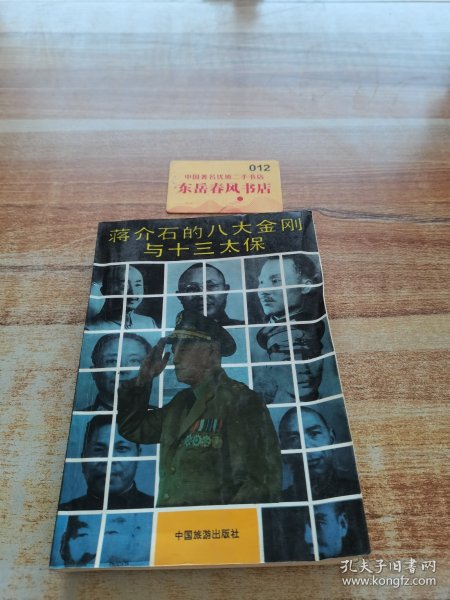 012
中国著名优质二手书店
东岳春风书店
蒋介石的八大金刚
与十三太保
中国旅游出版社
孔夫子旧书网
www.kongfz.com